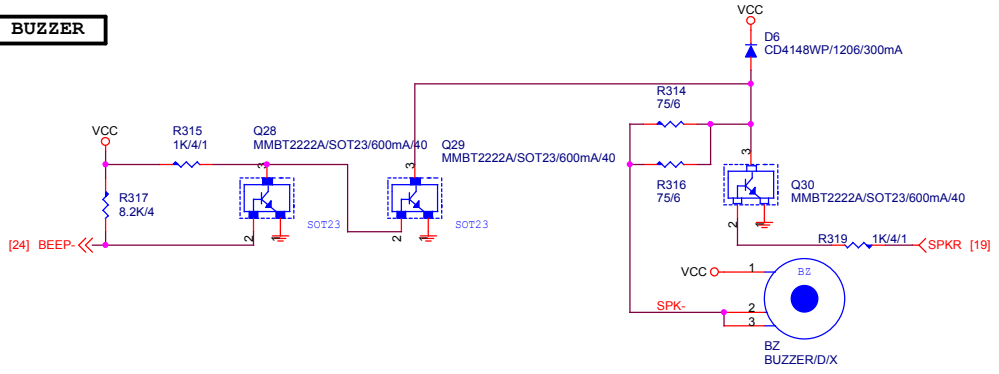 BUZZER
VCC
D6
CD4148WP/1206/300mA
R314
75/6
VCC
R315
1K/4/1
Q28
MMBT2222A/SOT23/600mA/40
Q29
MMBT2222A/SOT23/600mA/40
3
3
3
R317
8.2K/4
R316
75/6
Q30
MMBT2222A/SOT23/600mA/40
SOT23
SOT23
2
1
2
1
2
1
[24] BEEP-
R319
1K/4/1
SPKR [19]
VCC
1
BZ
SPK-
2
3
BZ
BUZZER/D/X